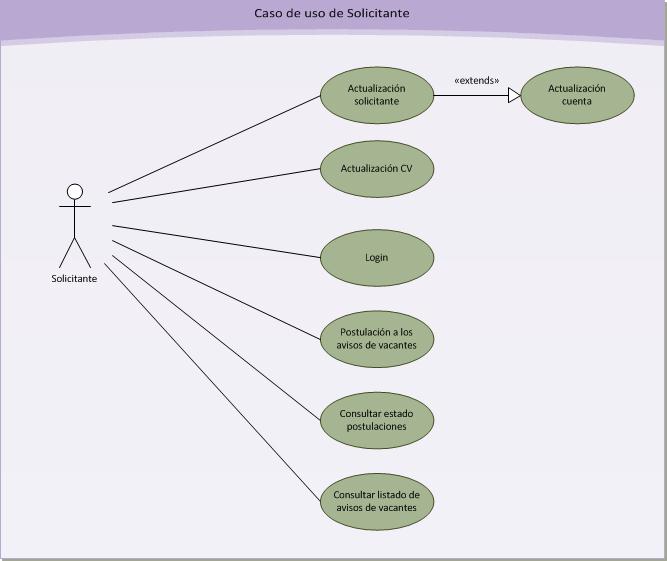 Caso de uso de Solicitante
Actualización
solicitante
«extends»
Actualización
cuenta
Actualización CV
Solicitante
Login
Postulación a los
avisos de vacantes
Consultar estado
postulaciones
Consultar listado de
avisos de vacantes